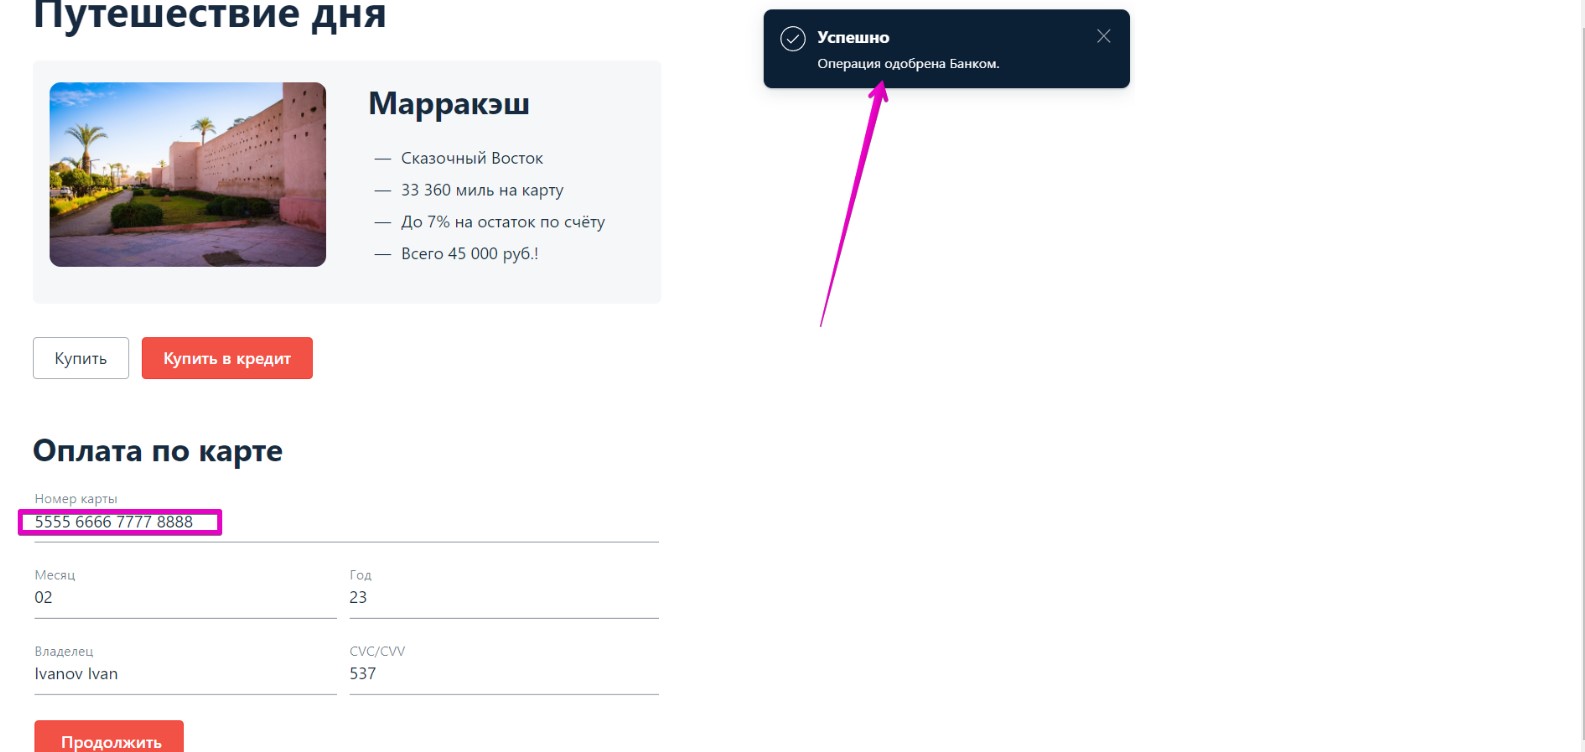 Путешествие дня
Успешно
Операция одобрена Банком.
Марракэш
— Сказочный Восток
— 33 360 миль на карту
— До 7% на остаток по счёту
— Всего 45 000 руб.!
Купить
Купить в кредит
Оплата по карте
Номер карты
5555 6666 7777 8888
Месяц
Год
02
23
Владелец
CVC/CVV
Ivanov Ivan
537
Продолжить